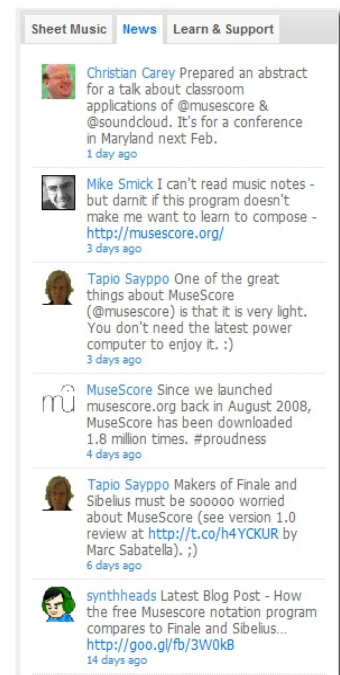 Sheet Music News Learn & Support
Christian Carey Prepared an abstract
for a talk about classroom
applications of @musescore &
@soundcloud. It's for a conference
in Maryland next Feb.
1 day ago
Mike Smick I can't read music notes -
but darnit if this program doesn't
make me want to learn to compose -
http://musescore.org/
3 days ago
Tapio Sayppo One of the great
things about MuseScore
(@musescore) is that it is very light.
You don't need the latest power
computer to enjoy it. :)
3 days ago
mu
MuseScore Since we launched
musescore.org back in August 2008,
MuseScore has been downloaded
1.8 million times. #proudness
4 days ago
Tapio Sayppo Makers of Finale and
Sibelius must be sooooo worried
about MuseScore (see version 1.0
review at http://t.co/h4YCKUR by
Marc Sabatella). ;)
6 days ago
synthheads Latest Blog Post - How
the free Musescore notation program
compares to Finale and Sibelius...
http://goo.gl/fb/3W0kB
14 days ago